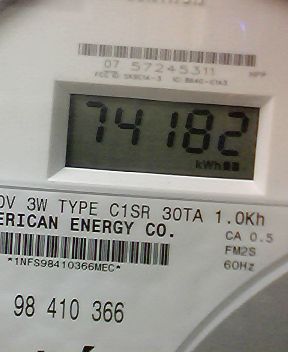 07 57245311
74182
kWh
3W TYPE C1SR 30TA 1.0Kh
ERICAN ENERGY CO.
CA 0.5
FM2S
*1NFS98410366MEC*
60Hz
98 410 366